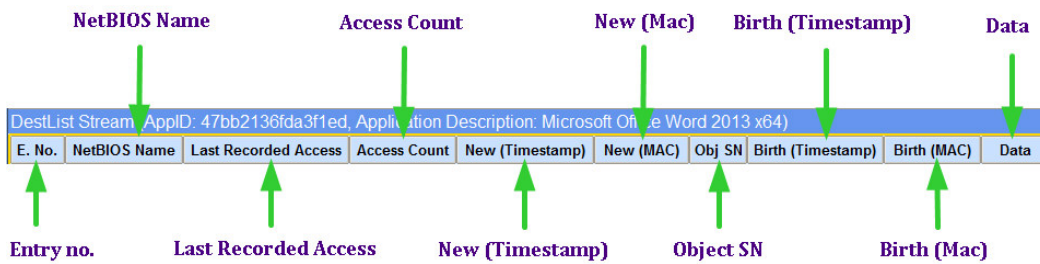 NetBIOS Name Access Count New (Mac) Birth (Timestamp) Data
DestList Stream (AppID: 47bb2136fda3f1ed, Application Description: Microsoft Office Word 2013 x64)
E. No. NetBIOS Name Last Recorded Access Access Count New (Timestamp) New (MAC) Obj SN Birth (Timestamp) Birth (MAC) Data
Entry no. Last Recorded Access New (Timestamp) Object SN Birth (Mac)